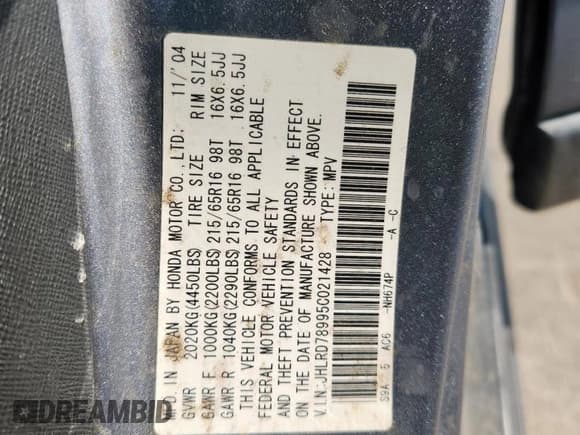 D. IN JAPAN BY HONDA MOTOR CO., LTD: 11/'04
GVWR 2020KG(4450LBS) TIRE SIZE RIM SIZE
GAWR F 1000KG(2200LBS) 215/65R16 98T 16X6.5JJ
GAWR R 1040KG(2290LBS) 215/65R16 98T 16X6.5JJ
THIS VEHICLE CONFORMS TO ALL APPLICABLE
FEDERAL MOTOR VEHICLE SAFETY
AND THEFT PREVENTION STANDARDS IN EFFECT
ON THE DATE OF MANUFACTURE SHOWN ABOVE.
V.I.N.:JHLRD78995C021428 TYPE:MPV
S9A 5 AC6 -NH674P -A -C
DREAMBID